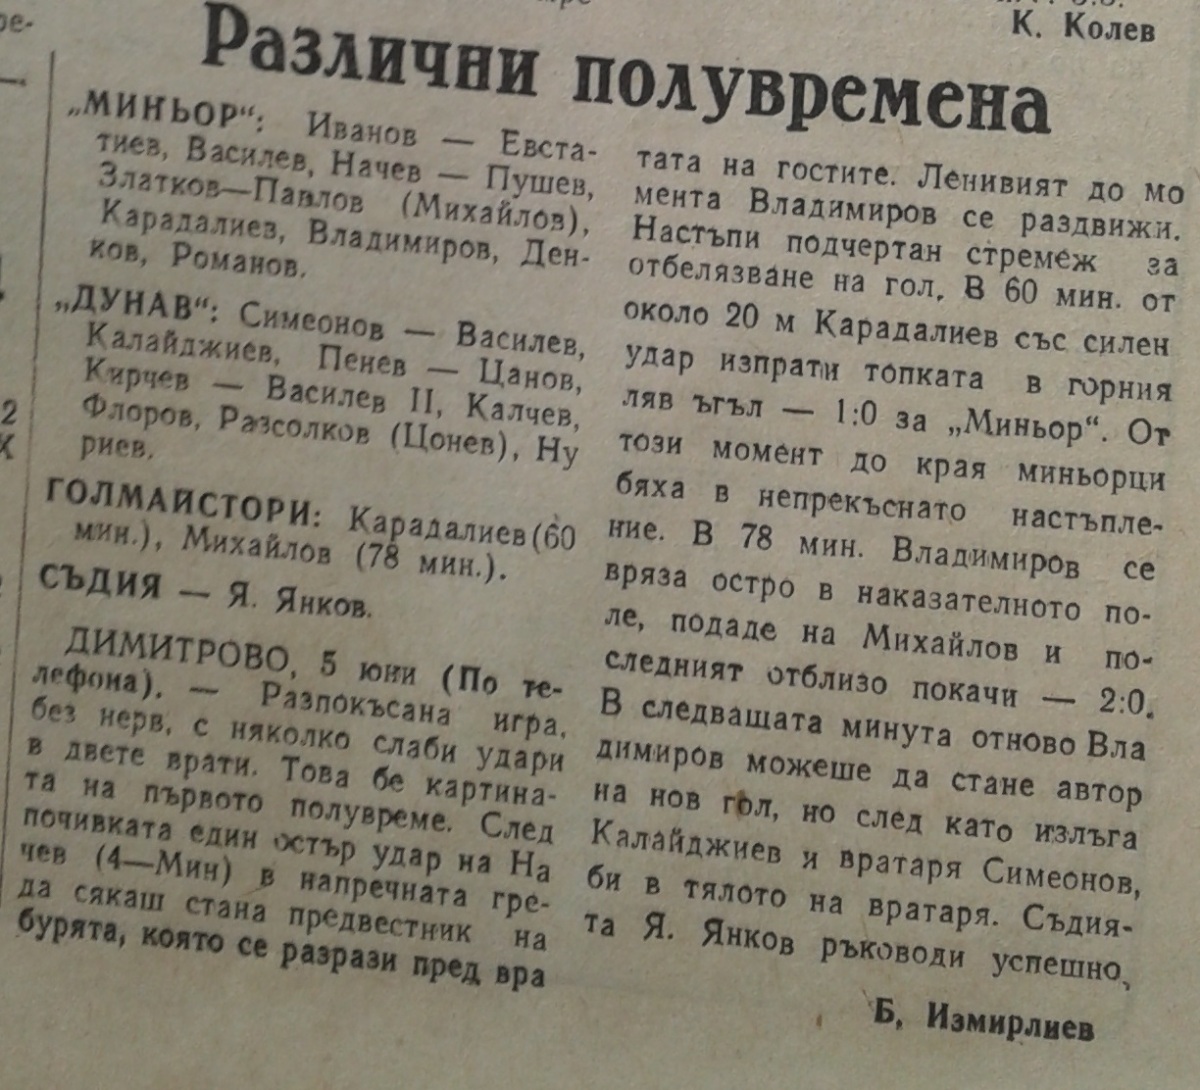 К. Колев
Различни полувремена
„МИНЬОР“: Иванов — Евста-
тиев, Василев, Начев — Пушев,
Златков—Павлов (Михайлов),
Карадалиев, Владимиров, Ден-
ков, Романов.
„ДУНАВ“: Симеонов — Василев,
Калайджиев, Пенев — Цанов,
Кирчев — Василев II, Калчев,
Флоров, Разсолков (Цонев), Ну
риев.
ГОЛМАЙСТОРИ: Карадалиев (60
мин.), Михайлов (78 мин.).
СЪДИЯ — Я. Янков.
ДИМИТРОВО, 5 юни (По те-
лефона). — Разпокъсана игра,
без нерв, с няколко слаби удари
в двете врати. Това бе картина-
та на първото полувреме. След
почивката един остър удар на На
чев (4—Мин) в напречната гре-
да сякаш стана предвестник на
бурята, която се разрази пред вра
тата на гостите. Ленивият до мо
мента Владимиров се раздвижи.
Настъпи подчертан стремеж за
отбелязване на гол. В 60 мин. от
около 20 м Карадалиев със силен
удар изпрати топката в горния
ляв ъгъл — 1:0 за „Миньор“. От
този момент до края миньорци
бяха в непрекъснато настъпле-
ние. В 78 мин. Владимиров се
вряза остро в наказателното по-
ле, подаде на Михайлов и по-
следният отблизо покачи — 2:0.
В следващата минута отново Вла
димиров можеше да стане автор
на нов гол, но след като излъга
Калайджиев и вратаря Симеонов,
би в тялото на вратаря. Съдия-
та Я. Янков ръководи успешно.
Б. Измирлиев